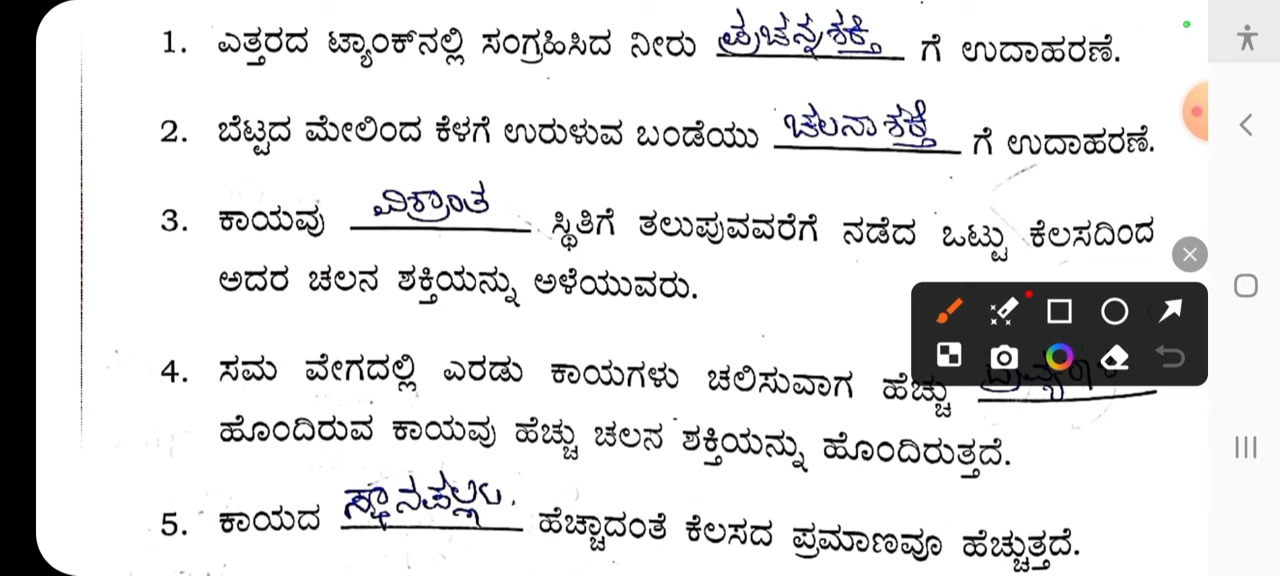 1. ಎತ್ತರದ ಟ್ಯಾಂಕ್‌ನಲ್ಲಿ ಸಂಗ್ರಹಿಸಿದ ನೀರು ಪ್ರಚನ್ನಶಕ್ತಿ ಗೆ ಉದಾಹರಣೆ.
2. ಬೆಟ್ಟದ ಮೇಲಿಂದ ಕೆಳಗೆ ಉರುಳುವ ಬಂಡೆಯು ಚಲನಾಶಕ್ತಿ ಗೆ ಉದಾಹರಣೆ.
3. ಕಾಯವು ವಿಶ್ರಾಂತ ಸ್ಥಿತಿಗೆ ತಲುಪುವವರೆಗೆ ನಡೆದ ಒಟ್ಟು ಕೆಲಸದಿಂದ
ಅದರ ಚಲನ ಶಕ್ತಿಯನ್ನು ಅಳೆಯುವರು.
4. ಸಮ ವೇಗದಲ್ಲಿ ಎರಡು ಕಾಯಗಳು ಚಲಿಸುವಾಗ ಹೆಚ್ಚು
ಹೊಂದಿರುವ ಕಾಯವು ಹೆಚ್ಚು ಚಲನ ಶಕ್ತಿಯನ್ನು ಹೊಂದಿರುತ್ತದೆ.
5. ಕಾಯದ ಸ್ಥಾನಪಲ್ಲಟ ಹೆಚ್ಚಾದಂತೆ ಕೆಲಸದ ಪ್ರಮಾಣವೂ ಹೆಚ್ಚುತ್ತದೆ.